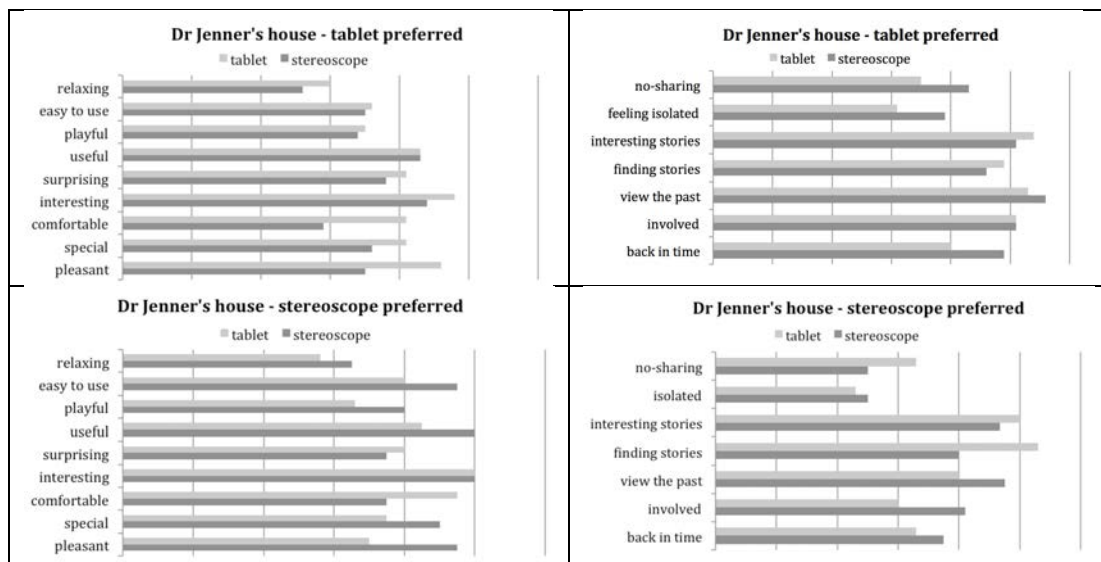 Dr Jenner's house - tablet preferred
tablet stereoscope
relaxing
easy to use
playful
useful
surprising
interesting
comfortable
special
pleasant
Dr Jenner's house - tablet preferred
tablet stereoscope
no-sharing
feeling isolated
interesting stories
finding stories
view the past
involved
back in time
Dr Jenner's house - stereoscope preferred
tablet stereoscope
relaxing
easy to use
playful
useful
surprising
interesting
comfortable
special
pleasant
Dr Jenner's house - stereoscope preferred
tablet stereoscope
no-sharing
isolated
interesting stories
finding stories
view the past
involved
back in time